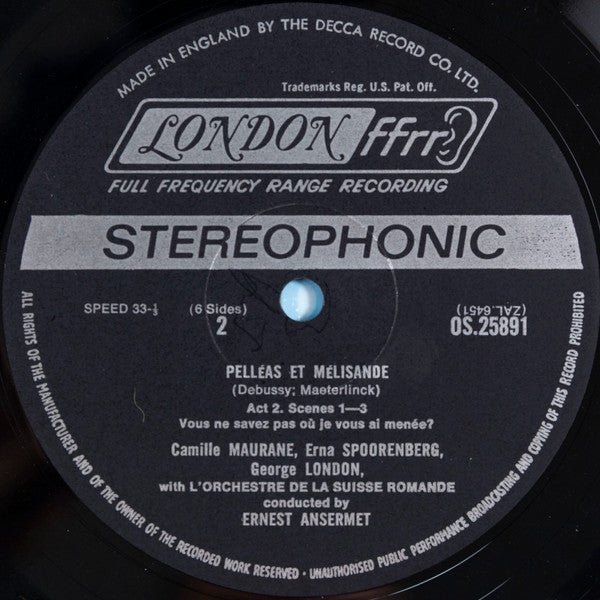 MADE IN ENGLAND BY THE DECCA RECORD CO. LTD.
Trademarks Reg. U.S. Pat. Off.
LONDON ffrr
FULL FREQUENCY RANGE RECORDING
STEREOPHONIC
SPEED 33-⅓ (6 Sides) (ZAL.6451)
2 OS.25891
PELLÉAS ET MÉLISANDE
(Debussy; Maeterlinck)
Act 2. Scenes 1—3
Vous ne savez pas où je vous ai menée?
Camille MAURANE, Erna SPOORENBERG,
George LONDON,
with L'ORCHESTRE DE LA SUISSE ROMANDE
conducted by
ERNEST ANSERMET
ALL RIGHTS OF THE MANUFACTURER AND OF THE OWNER OF THE RECORDED WORK RESERVED · UNAUTHORISED PUBLIC PERFORMANCE BROADCASTING AND COPYING OF THIS RECORD PROHIBITED